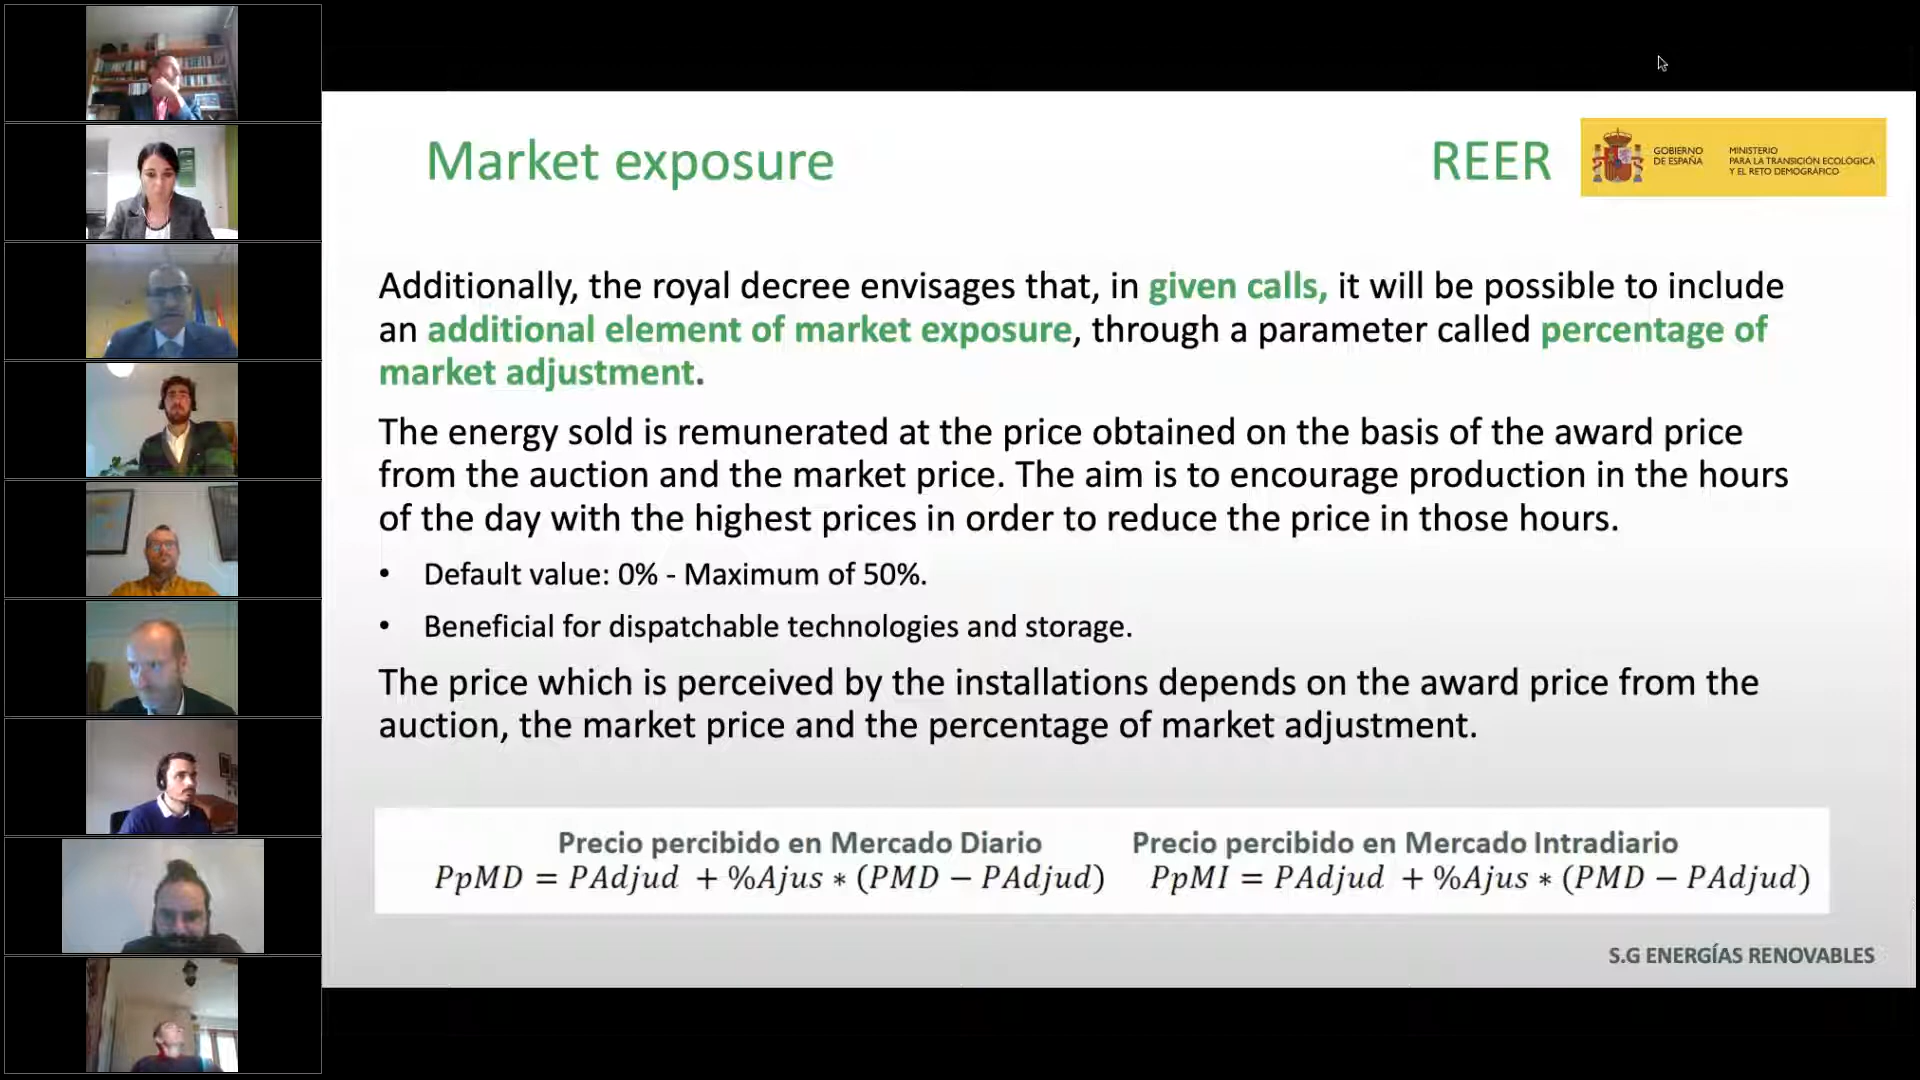 Market exposure
REER
GOBIERNO
DE ESPAÑA
MINISTERIO
PARA LA TRANSICIÓN ECOLÓGICA
Y EL RETO DEMOGRÁFICO
Additionally, the royal decree envisages that, in given calls, it will be possible to include
an additional element of market exposure, through a parameter called percentage of
market adjustment.
The energy sold is remunerated at the price obtained on the basis of the award price
from the auction and the market price. The aim is to encourage production in the hours
of the day with the highest prices in order to reduce the price in those hours.
• Default value: 0% - Maximum of 50%.
• Beneficial for dispatchable technologies and storage.
The price which is perceived by the installations depends on the award price from the
auction, the market price and the percentage of market adjustment.
Precio percibido en Mercado Diario
PpMD = PAdjud + %Ajus ∗ (PMD − PAdjud)
Precio percibido en Mercado Intradiario
PpMI = PAdjud + %Ajus ∗ (PMD − PAdjud)
S.G ENERGÍAS RENOVABLES